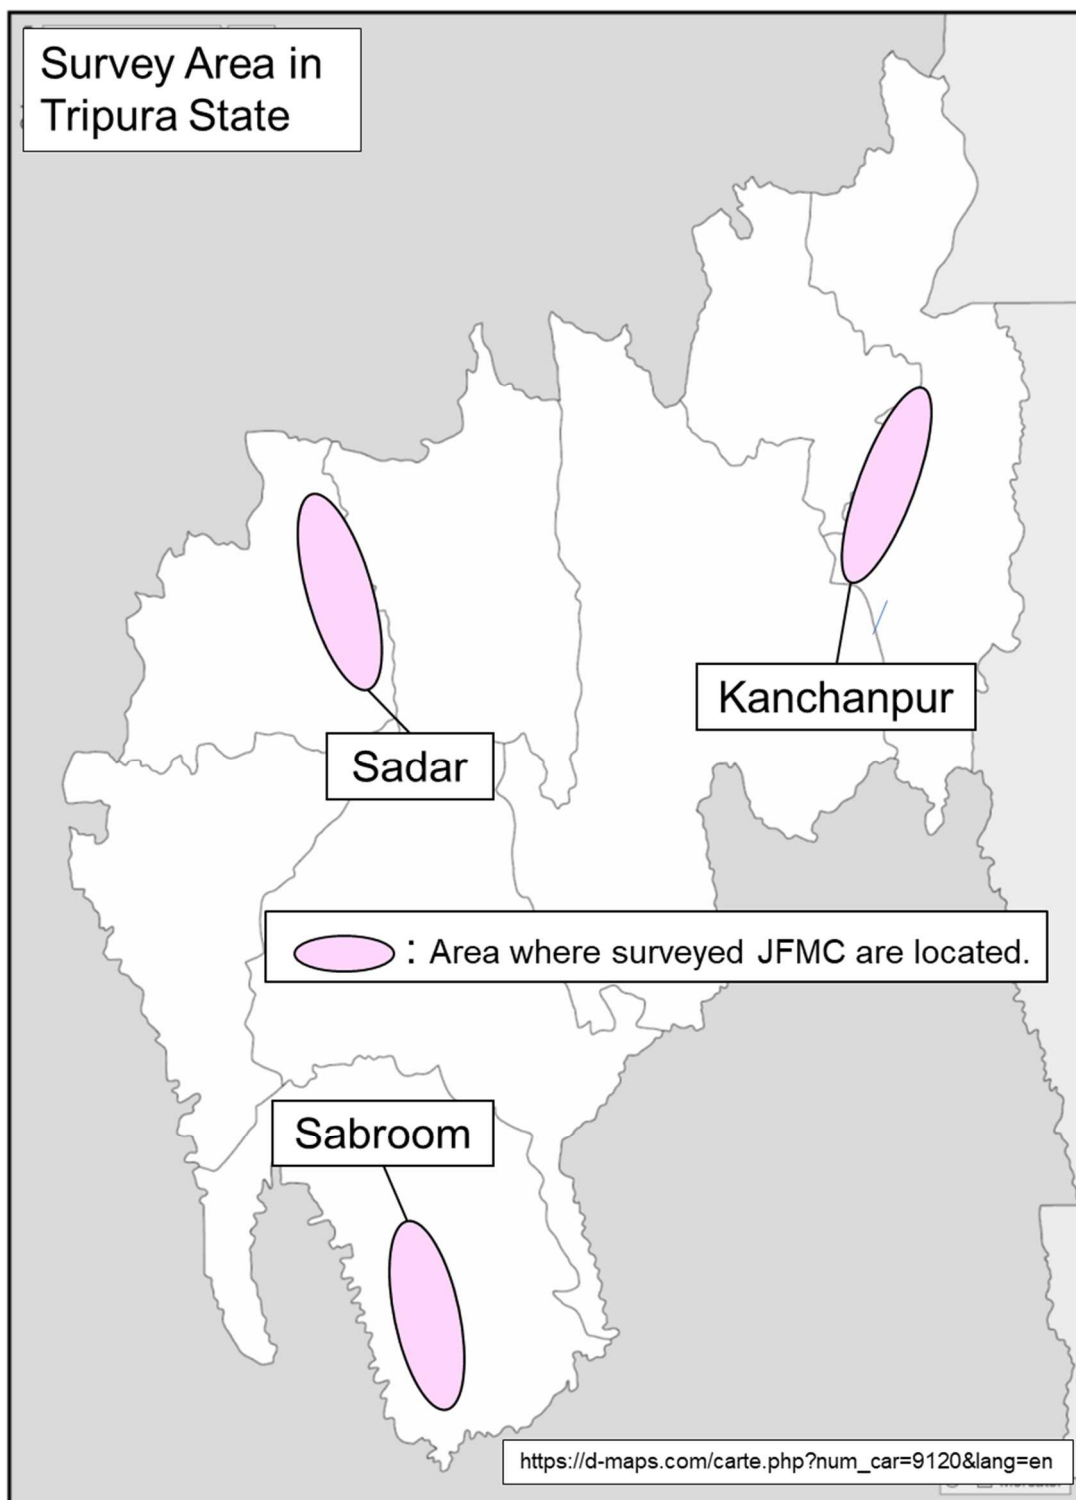 Survey Area in
Tripura State
Kanchanpur
Sadar
: Area where surveyed JFMC are located.
Sabroom
https://d-maps.com/carte.php?num_car=9120&lang=en